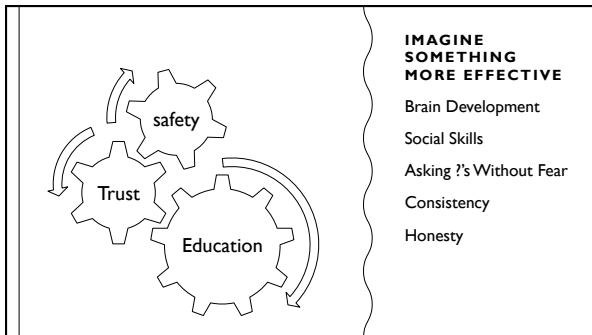 safety
Trust
Education
IMAGINE
SOMETHING
MORE EFFECTIVE
Brain Development
Social Skills
Asking ?'s Without Fear
Consistency
Honesty